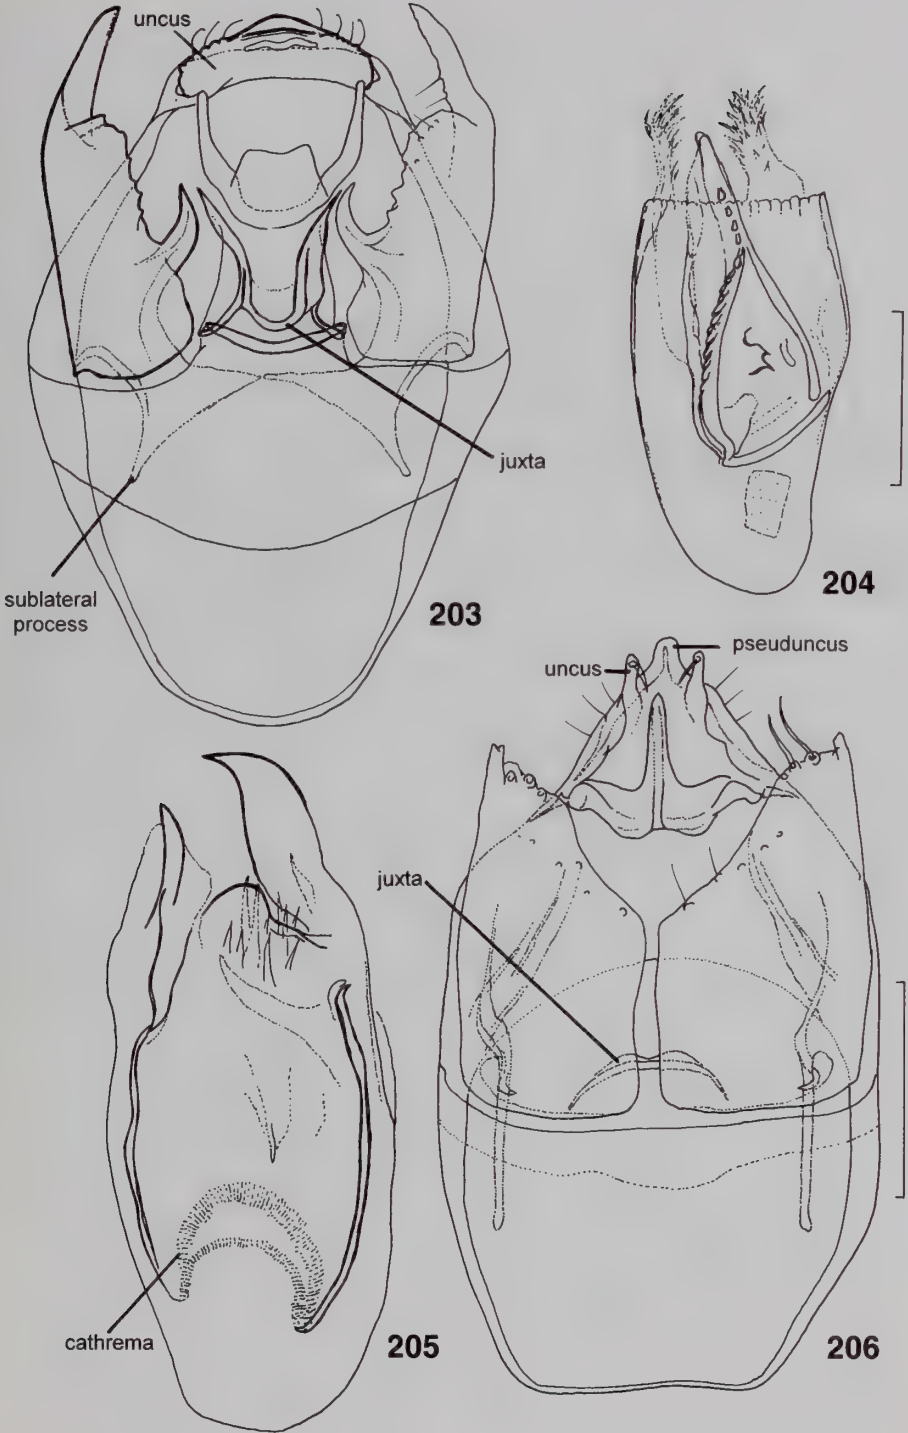 uncus
juxta
sublateral
process
203
204
pseuduncus
uncus
juxta
cathrema
205
206